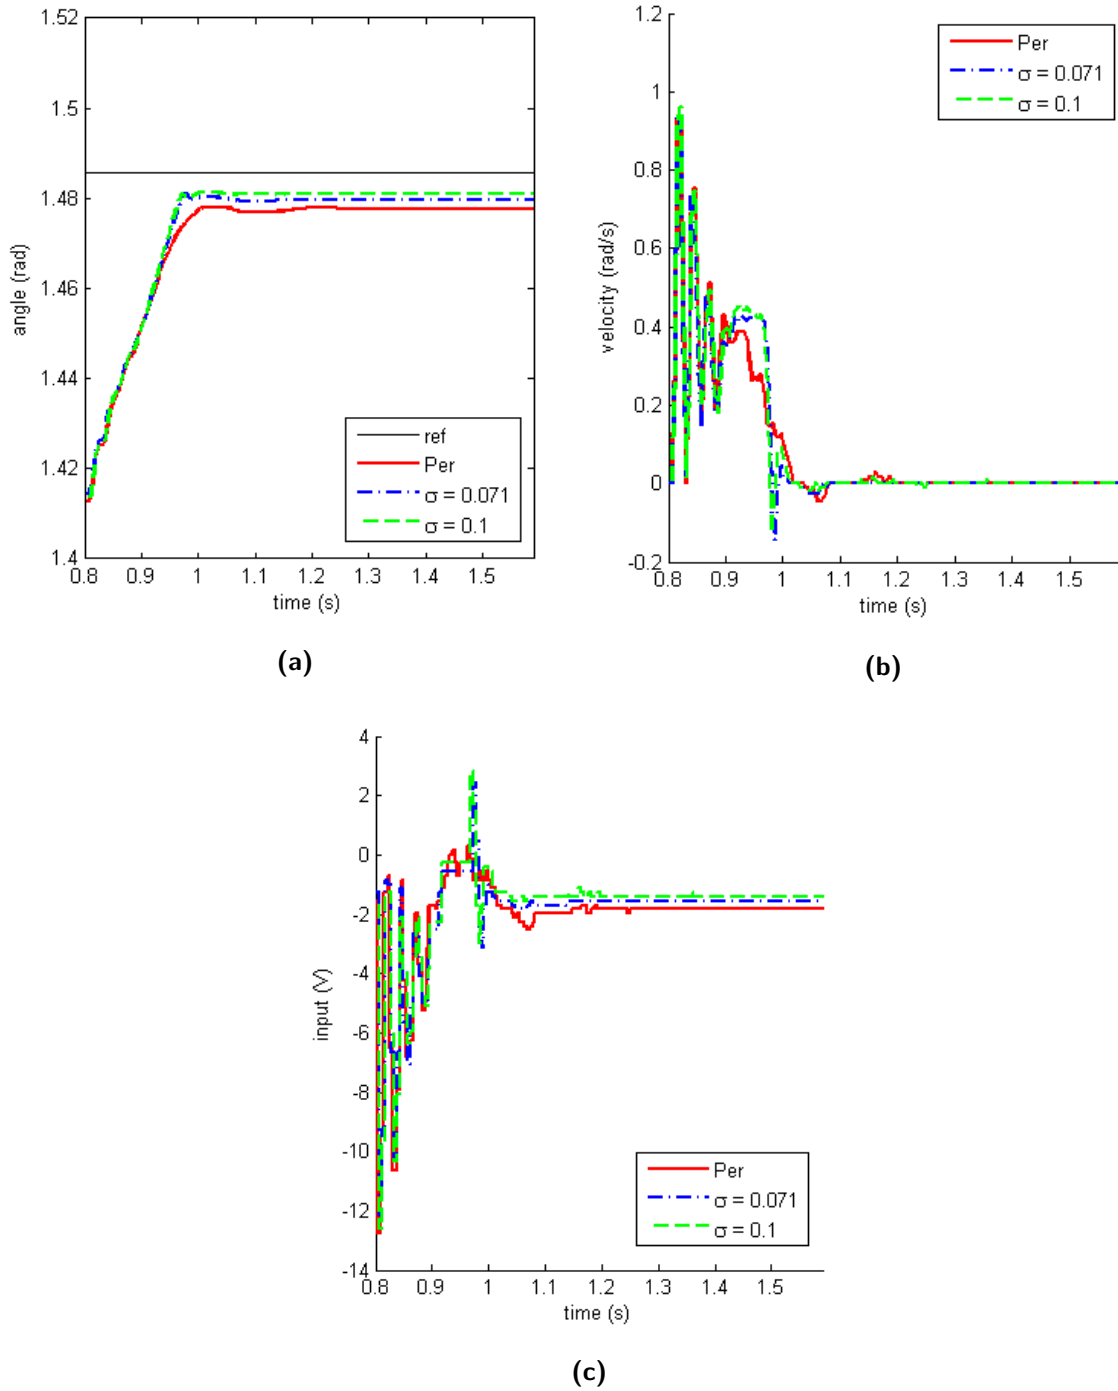 1.52
1.5
1.48
1.46
1.44
1.42
1.4
angle (rad)
0.8 0.9 1 1.1 1.2 1.3 1.4 1.5
time (s)
ref
Per
σ = 0.071
σ = 0.1
(a)
1.2
1
0.8
0.6
0.4
0.2
0
-0.2
velocity (rad/s)
0.8 0.9 1 1.1 1.2 1.3 1.4 1.5
time (s)
Per
σ = 0.071
σ = 0.1
(b)
4
2
0
-2
-4
-6
-8
-10
-12
-14
input (V)
0.8 0.9 1 1.1 1.2 1.3 1.4 1.5
time (s)
Per
σ = 0.071
σ = 0.1
(c)